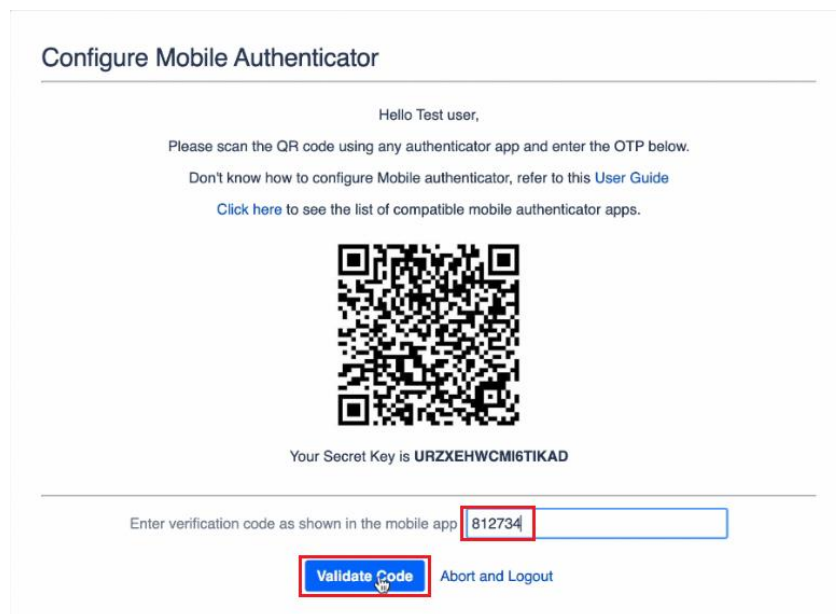 Configure Mobile Authenticator
Hello Test user,
Please scan the QR code using any authenticator app and enter the OTP below.
Don't know how to configure Mobile authenticator, refer to this User Guide
Click here to see the list of compatible mobile authenticator apps.
Your Secret Key is URZXEHWCMI6TIKAD
Enter verification code as shown in the mobile app 812734
Validate Code Abort and Logout